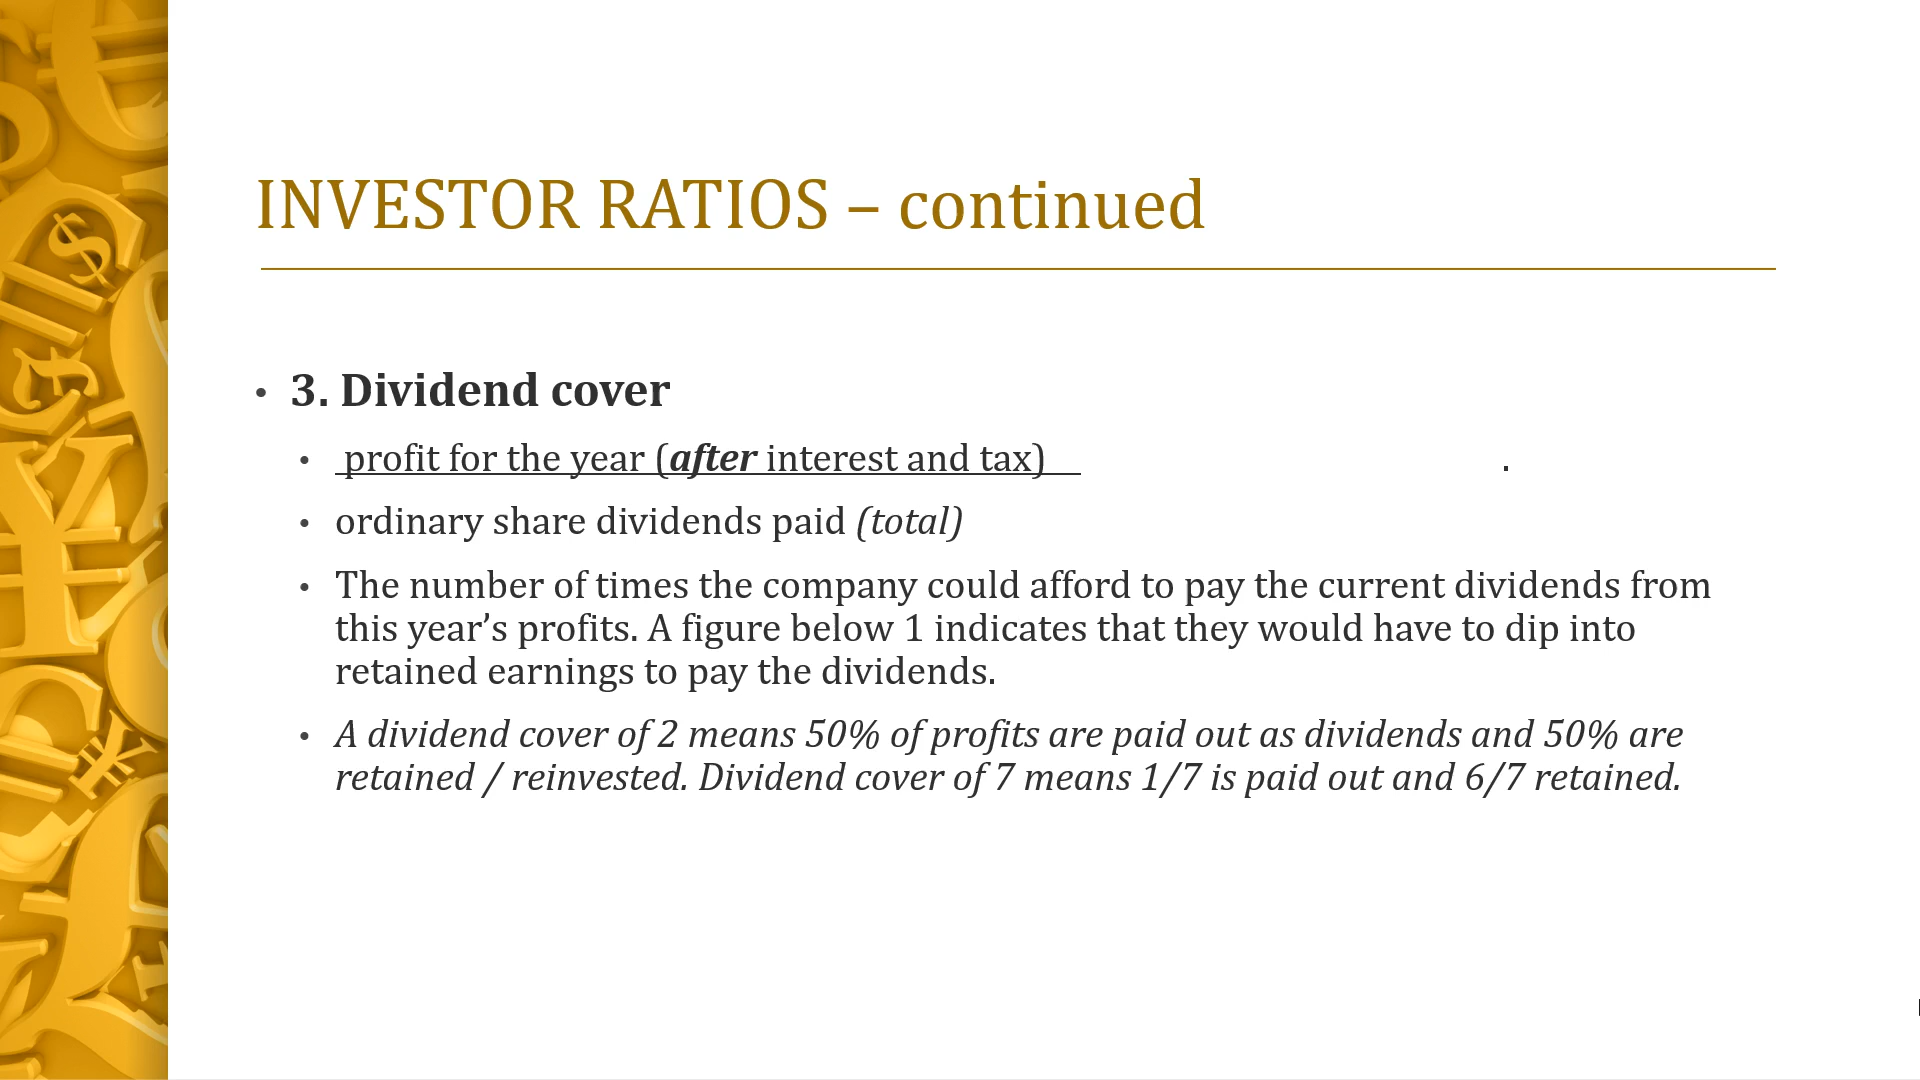 INVESTOR RATIOS – continued
• 3. Dividend cover
• profit for the year (after interest and tax) .
• ordinary share dividends paid (total)
• The number of times the company could afford to pay the current dividends from
this year’s profits. A figure below 1 indicates that they would have to dip into
retained earnings to pay the dividends.
• A dividend cover of 2 means 50% of profits are paid out as dividends and 50% are
retained / reinvested. Dividend cover of 7 means 1/7 is paid out and 6/7 retained.